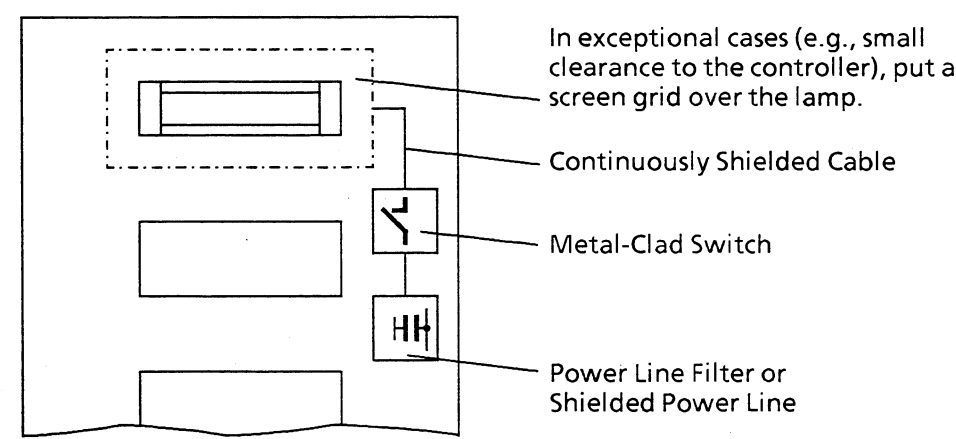 In exceptional cases (e.g., small
clearance to the controller), put a
screen grid over the lamp.
Continuously Shielded Cable
Metal-Clad Switch
Power Line Filter or
Shielded Power Line